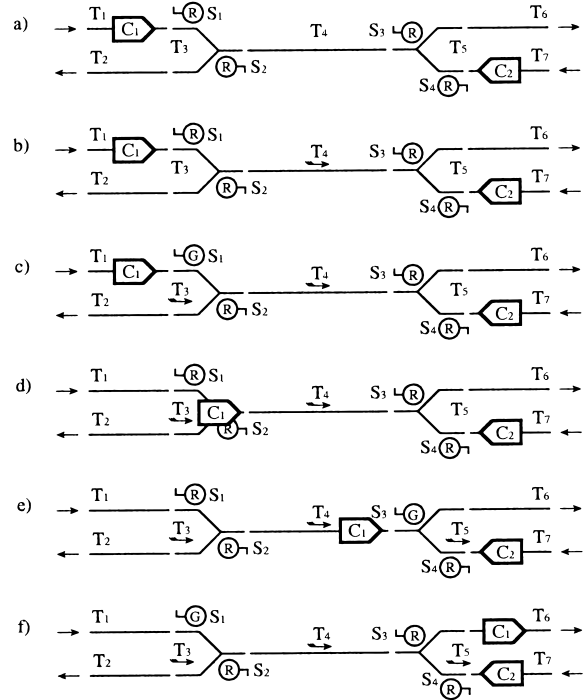 a) T1 C1 R S1 T4 S3 R T6
T2 T3 R S2 S4 R T5 C2 T7
b) T1 C1 R S1 T4 S3 R T6
T2 T3 R S2 S4 R T5 C2 T7
c) T1 C1 G S1 T4 S3 R T6
T2 T3 R S2 S4 R T5 C2 T7
d) T1 R S1 T4 S3 R T6
T2 T3 C1 R S2 S4 R T5 C2 T7
e) T1 R S1 T4 C1 S3 G T6
T2 T3 R S2 S4 R T5 C2 T7
f) T1 G S1 T4 S3 R C1 T6
T2 T3 R S2 S4 R T5 C2 T7